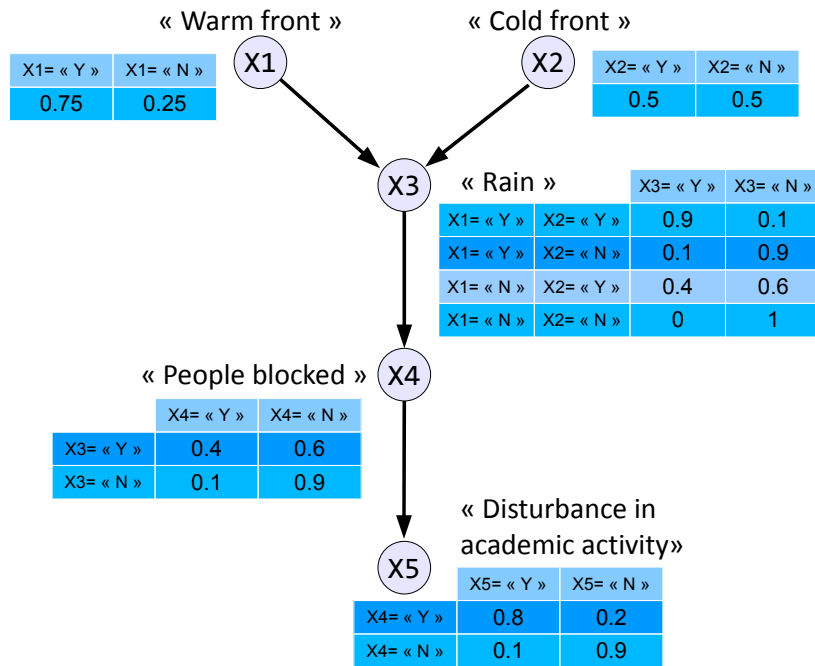 « Warm front »
« Cold front »
X1
X2
X1= « Y » X1= « N »
0.75 0.25
X2= « Y » X2= « N »
0.5 0.5
X3
« Rain »
X3= « Y » X3= « N »
X1= « Y » X2= « Y » 0.9 0.1
X1= « Y » X2= « N » 0.1 0.9
X1= « N » X2= « Y » 0.4 0.6
X1= « N » X2= « N » 0 1
« People blocked »
X4
X4= « Y » X4= « N »
X3= « Y » 0.4 0.6
X3= « N » 0.1 0.9
« Disturbance in
academic activity»
X5
X5= « Y » X5= « N »
X4= « Y » 0.8 0.2
X4= « N » 0.1 0.9